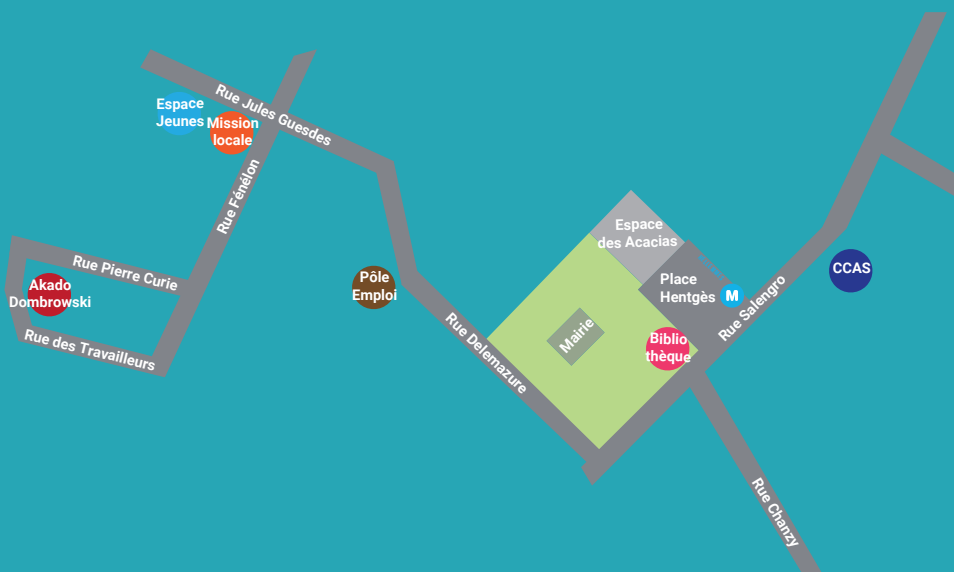 Rue Jules Guesdes
Espace
Jeunes
Mission
locale
Rue Fénélon
Rue Pierre Curie
Akado
Dombrowski
Rue des Travailleurs
Pôle
Emploi
Rue Delemazure
Espace
des Acacias
Place
Hentgès
M
Mairie
Biblio
thèque
Rue Salengro
CCAS
Rue Chanzy